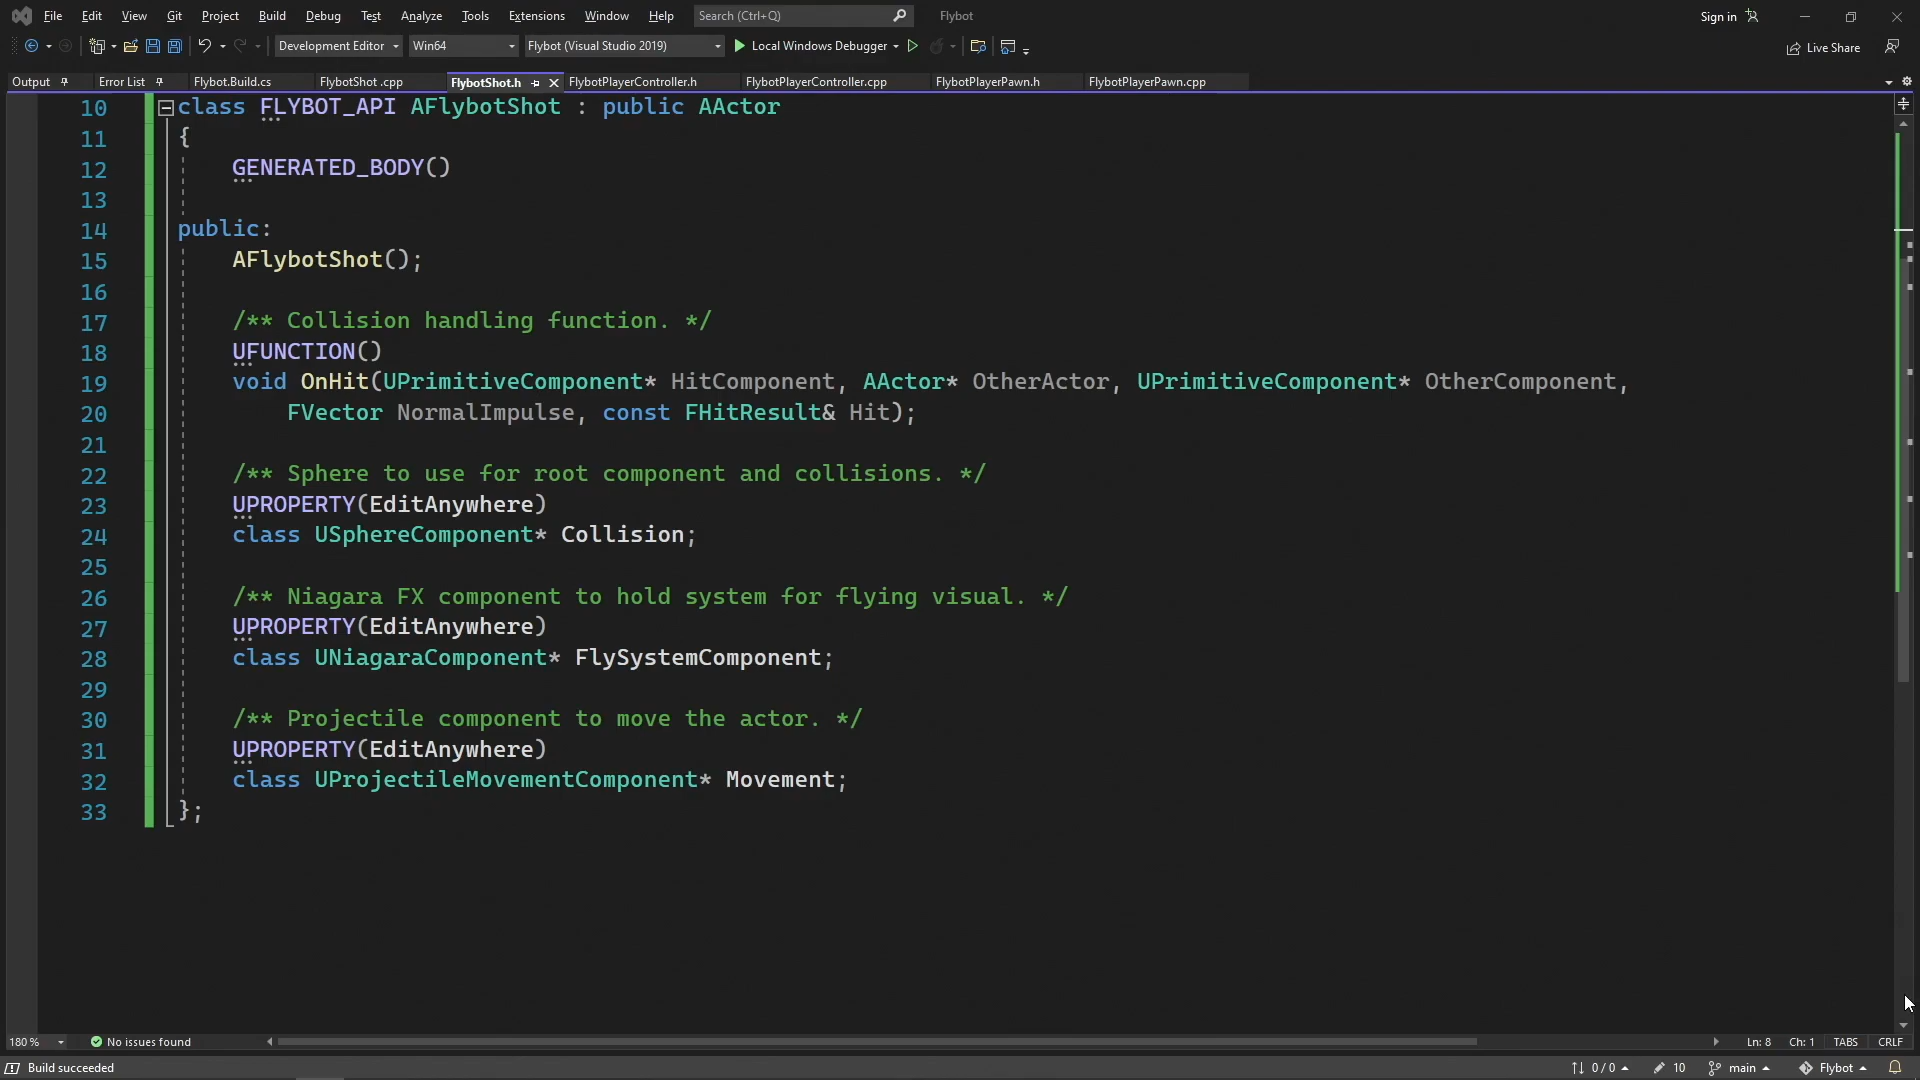 File Edit View Git Project Build Debug Test Analyze Tools Extensions Window Help Search (Ctrl+Q) Flybot Sign in
Development Editor Win64 Flybot (Visual Studio 2019) Local Windows Debugger Live Share
Output Error List Flybot.Build.cs FlybotShot .cpp FlybotShot.h FlybotPlayerController.h FlybotPlayerController.cpp FlybotPlayerPawn.h FlybotPlayerPawn.cpp
10 class FLYBOT_API AFlybotShot : public AActor
11 {
12 GENERATED_BODY()
13
14 public:
15 AFlybotShot();
16
17 /** Collision handling function. */
18 UFUNCTION()
19 void OnHit(UPrimitiveComponent* HitComponent, AActor* OtherActor, UPrimitiveComponent* OtherComponent,
20 FVector NormalImpulse, const FHitResult& Hit);
21
22 /** Sphere to use for root component and collisions. */
23 UPROPERTY(EditAnywhere)
24 class USphereComponent* Collision;
25
26 /** Niagara FX component to hold system for flying visual. */
27 UPROPERTY(EditAnywhere)
28 class UNiagaraComponent* FlySystemComponent;
29
30 /** Projectile component to move the actor. */
31 UPROPERTY(EditAnywhere)
32 class UProjectileMovementComponent* Movement;
33 };
180 % No issues found Ln: 8 Ch: 1 TABS CRLF
Build succeeded 0 / 0 10 main Flybot